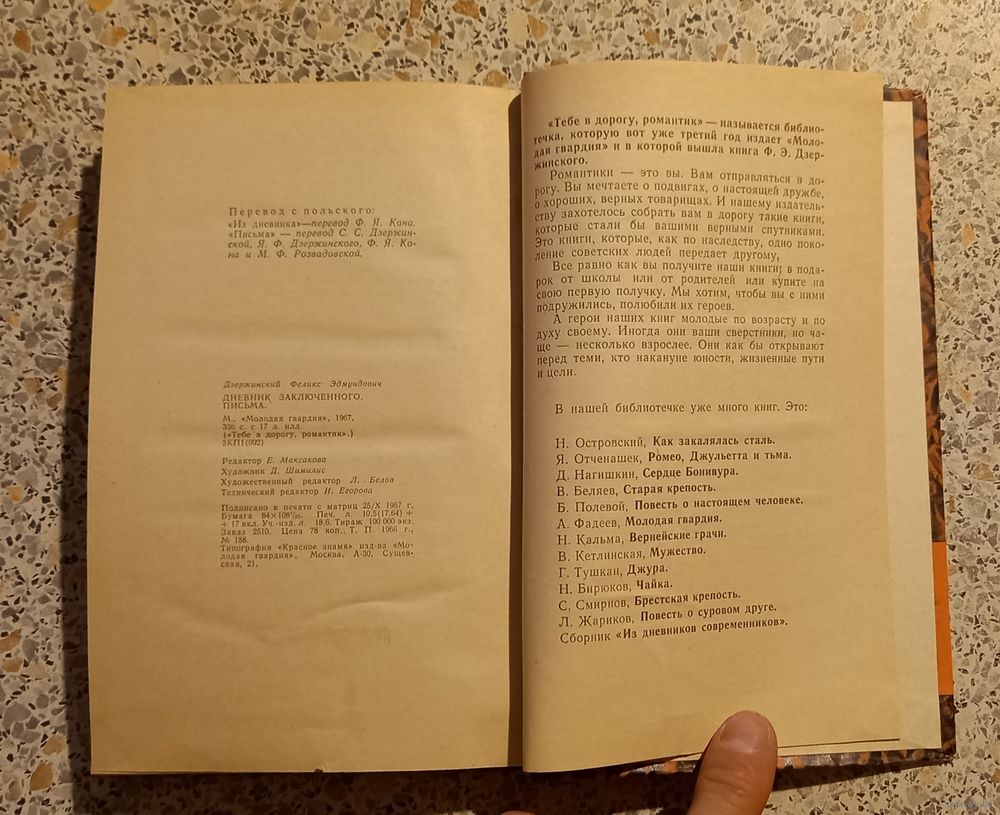 Перевод с польского:
«Из дневника»—перевод Ф. Я. Кона.
«Письма» — перевод С. С. Дзержин-
ской, Я. Ф. Дзержинского, Ф. Я. Ко-
на и М. Ф. Розвадовской.
Дзержинский Феликс Эдмундович
ДНЕВНИК ЗАКЛЮЧЕННОГО.
ПИСЬМА.
М., «Молодая гвардия», 1967.
336 с. с 17 л. илл.
(«Тебе в дорогу, романтик».)
3КП1(092)
Редактор Е. Максакова
Художник Д. Шимилис
Художественный редактор Л. Белов
Технический редактор И. Егорова
Подписано к печати с матриц 25/X 1967 г.
Бумага 84×108¹/₃₂. Печ. л. 10,5(17,64) +
+ 17 вкл. Уч.-изд. л. 18,6. Тираж 100 000 экз.
Заказ 2510. Цена 78 коп., Т. П. 1966 г.,
№ 188.
Типография «Красное знамя» изд-ва «Мо-
лодая гвардия», Москва, А-30, Сущев-
ская, 21.
«Тебе в дорогу, романтик» — называется библио-
течка, которую вот уже третий год издает «Моло-
дая гвардия» и в которой вышла книга Ф. Э. Дзер-
жинского.
Романтики — это вы. Вам отправляться в до-
рогу. Вы мечтаете о подвигах, о настоящей дружбе,
о хороших, верных товарищах. И нашему издатель-
ству захотелось собрать вам в дорогу такие книги,
которые стали бы вашими верными спутниками.
Это книги, которые, как по наследству, одно поко-
ление советских людей передает другому,
Все равно как вы получите наши книги; в пода-
рок от школы или от родителей или купите на
свою первую получку. Мы хотим, чтобы вы с ними
подружились, полюбили их героев.
А герои наших книг молодые по возрасту и по
духу своему. Иногда они ваши сверстники, но ча-
ще — несколько взрослее. Они как бы открывают
перед теми, кто накануне юности, жизненные пути
и цели.
В нашей библиотечке уже много книг. Это:
Н. Островский, Как закалялась сталь.
Я. Отченашек, Ромео, Джульетта и тьма.
Д. Нагишкин, Сердце Бонивура.
В. Беляев, Старая крепость.
Б. Полевой, Повесть о настоящем человеке.
А. Фадеев, Молодая гвардия.
Н. Кальма, Вернейские грачи.
В. Кетлинская, Мужество.
Г. Тушкан, Джура.
Н. Бирюков, Чайка.
С. Смирнов, Брестская крепость.
Л. Жариков, Повесть о суровом друге.
Сборник «Из дневников современников».